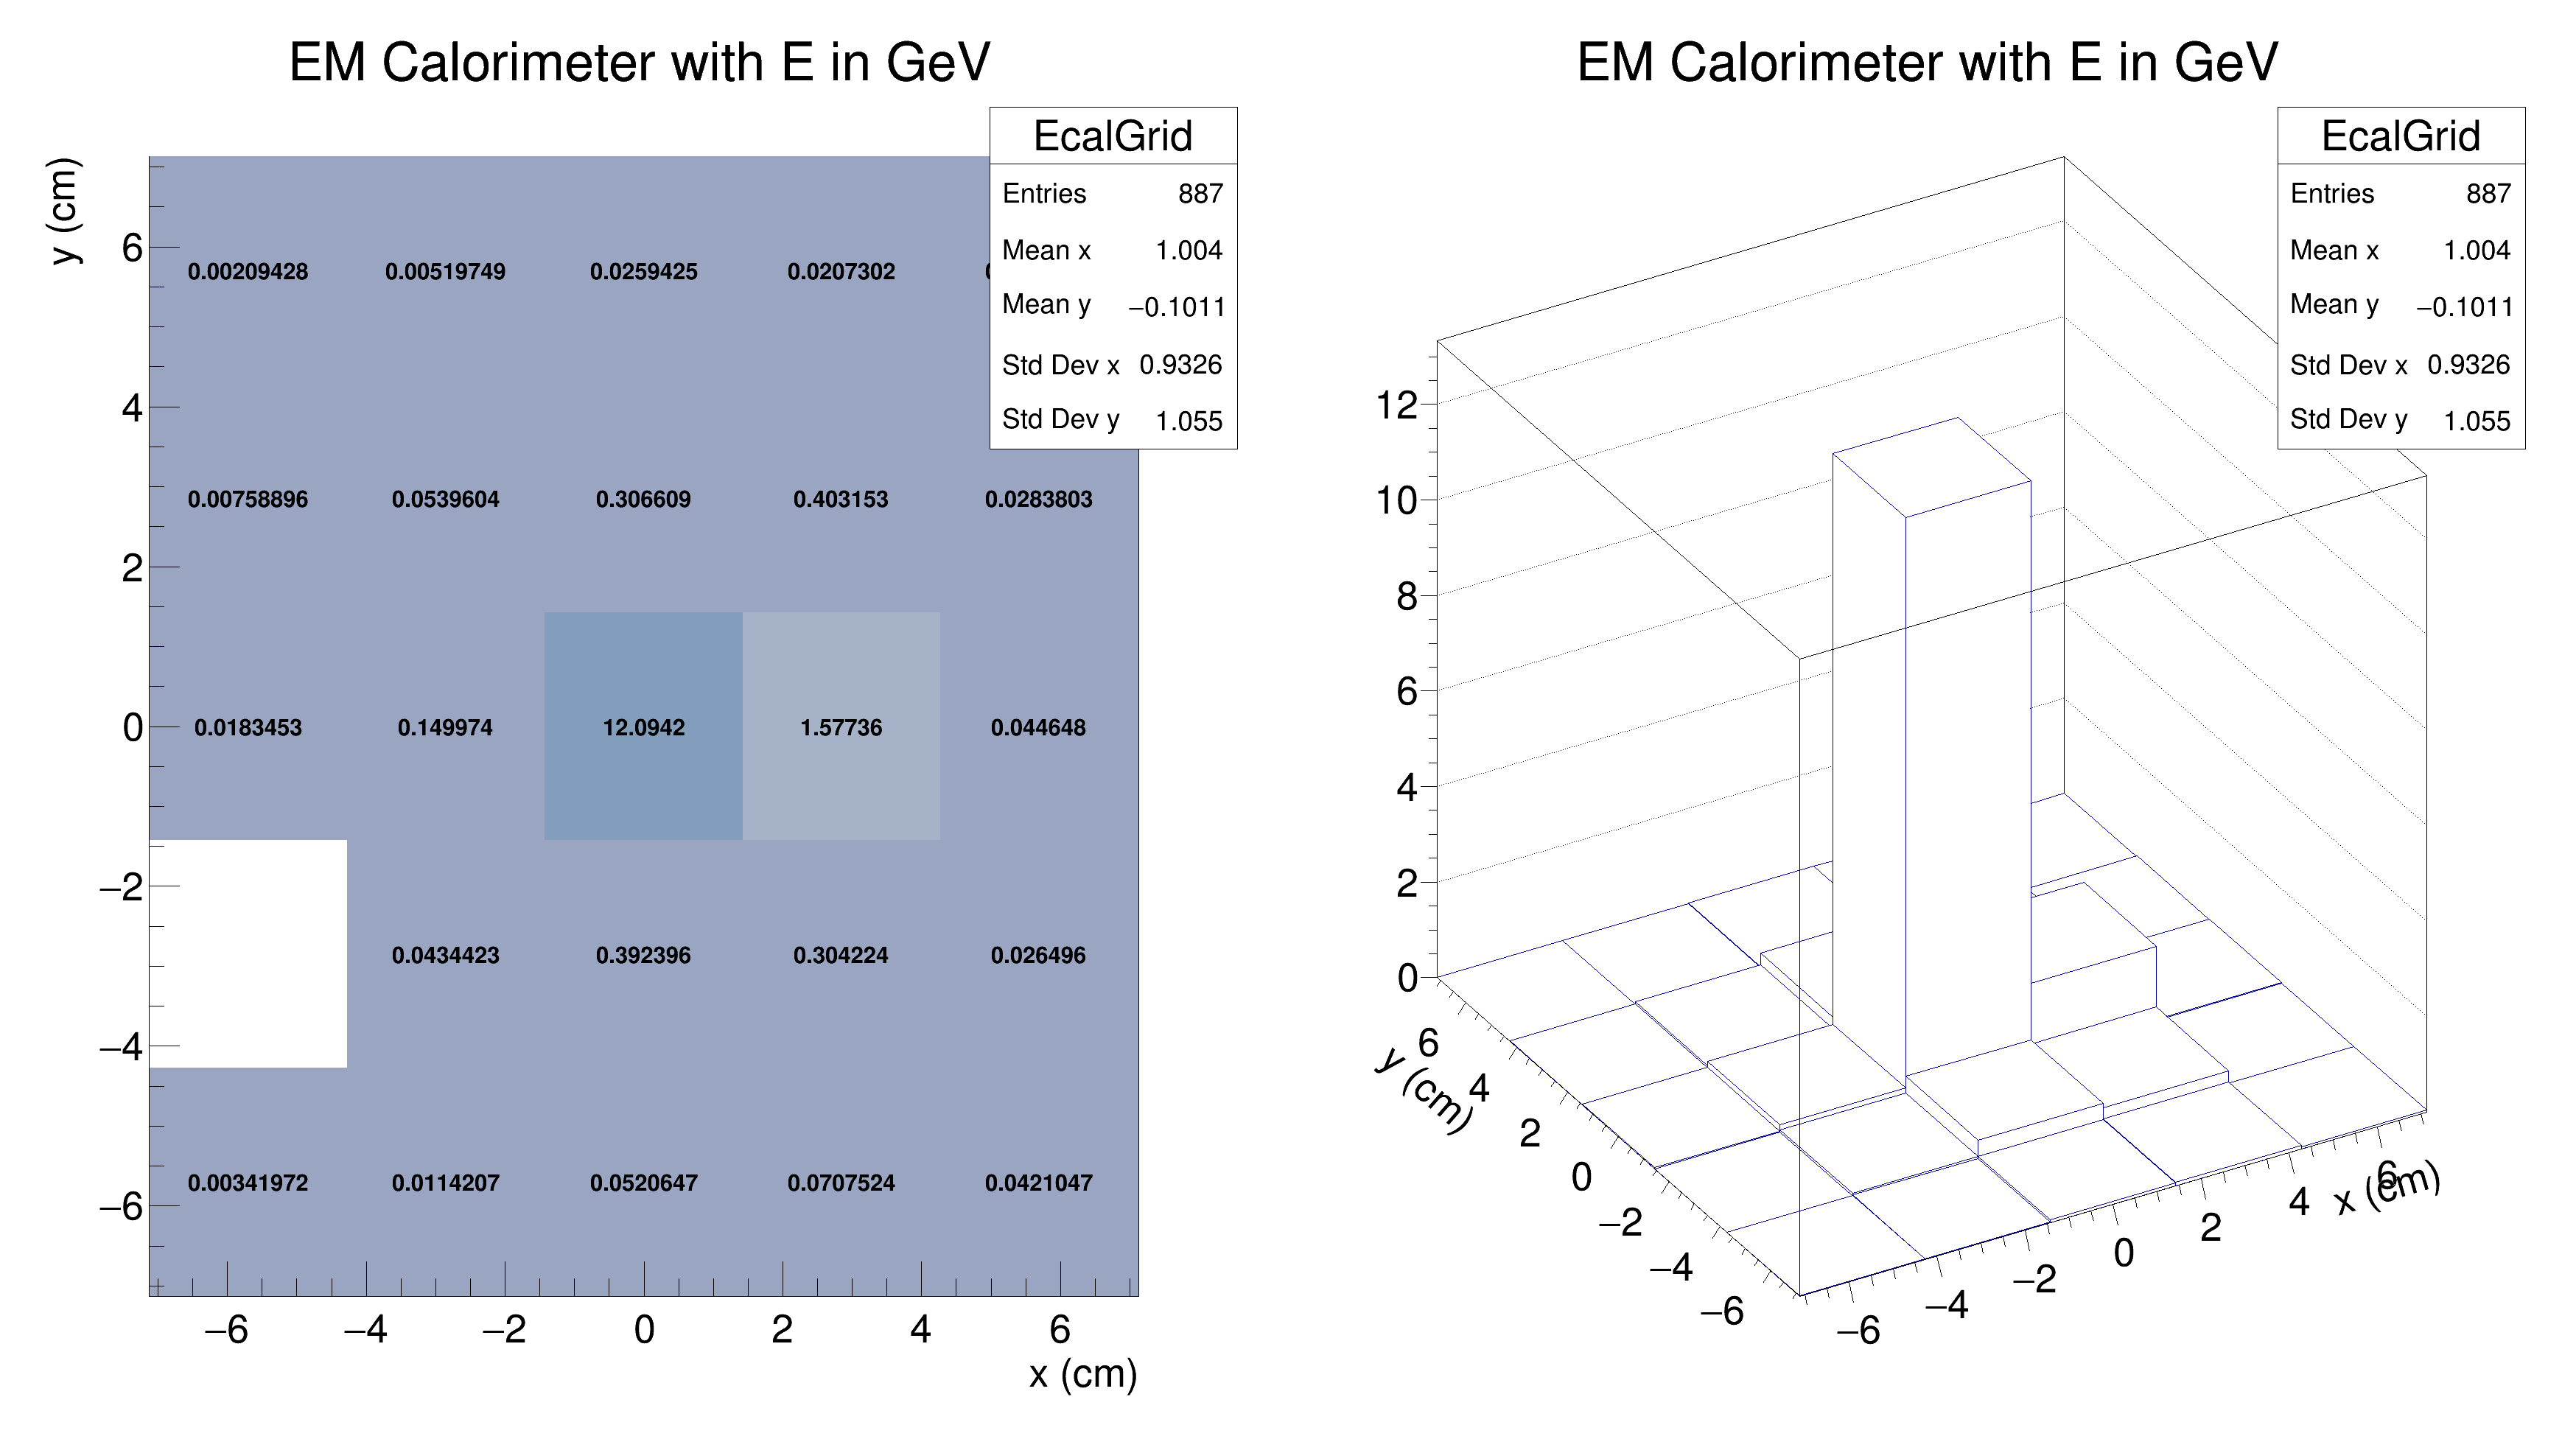 EM Calorimeter with E in GeV
EcalGrid
Entries 887
Mean x 1.004
Mean y −0.1011
Std Dev x 0.9326
Std Dev y 1.055
y (cm)
6
4
2
0
−2
−4
−6
0.00209428 0.00519749 0.0259425 0.0207302
0.00758896 0.0539604 0.306609 0.403153 0.0283803
0.0183453 0.149974 12.0942 1.57736 0.044648
0.0434423 0.392396 0.304224 0.026496
0.00341972 0.0114207 0.0520647 0.0707524 0.0421047
−6 −4 −2 0 2 4 6
x (cm)
EM Calorimeter with E in GeV
EcalGrid
Entries 887
Mean x 1.004
Mean y −0.1011
Std Dev x 0.9326
Std Dev y 1.055
12
10
8
6
4
2
0
6
4
2
0
−2
−4
−6
y (cm)
−6
−4
−2
0
2
4
6
x (cm)